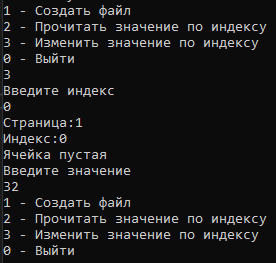 1 - Создать файл
2 - Прочитать значение по индексу
3 - Изменить значение по индексу
0 - Выйти
3
Введите индекс
0
Страница:1
Индекс:0
Ячейка пустая
Введите значение
32
1 - Создать файл
2 - Прочитать значение по индексу
3 - Изменить значение по индексу
0 - Выйти